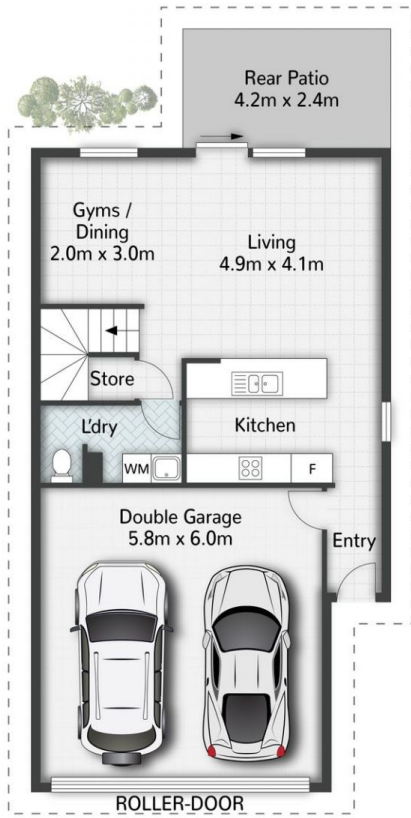 Rear Patio
4.2m x 2.4m
Gyms /
Dining
2.0m x 3.0m
Living
4.9m x 4.1m
Store
L'dry
Kitchen
WM
F
Double Garage
5.8m x 6.0m
Entry
ROLLER-DOOR